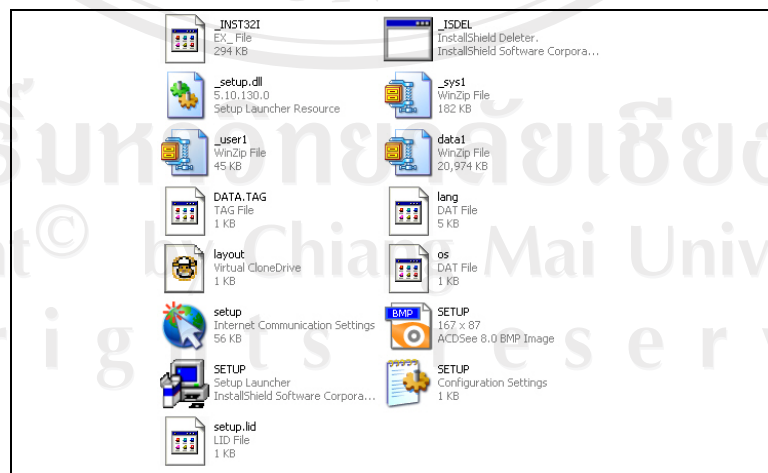 _INST32I
EX_ File
294 KB
_ISDEL
InstallShield Deleter.
InstallShield Software Corpora...
_setup.dll
5.10.130.0
Setup Launcher Resource
_sys1
WinZip File
182 KB
_user1
WinZip File
45 KB
data1
WinZip File
20,974 KB
DATA.TAG
TAG File
1 KB
lang
DAT File
5 KB
layout
Virtual CloneDrive
1 KB
os
DAT File
1 KB
setup
Internet Communication Settings
56 KB
BMP
SETUP
167 x 87
ACDSee 8.0 BMP Image
SETUP
Setup Launcher
InstallShield Software Corpora...
SETUP
Configuration Settings
1 KB
setup.lid
LID File
1 KB
© by Chiang Mai